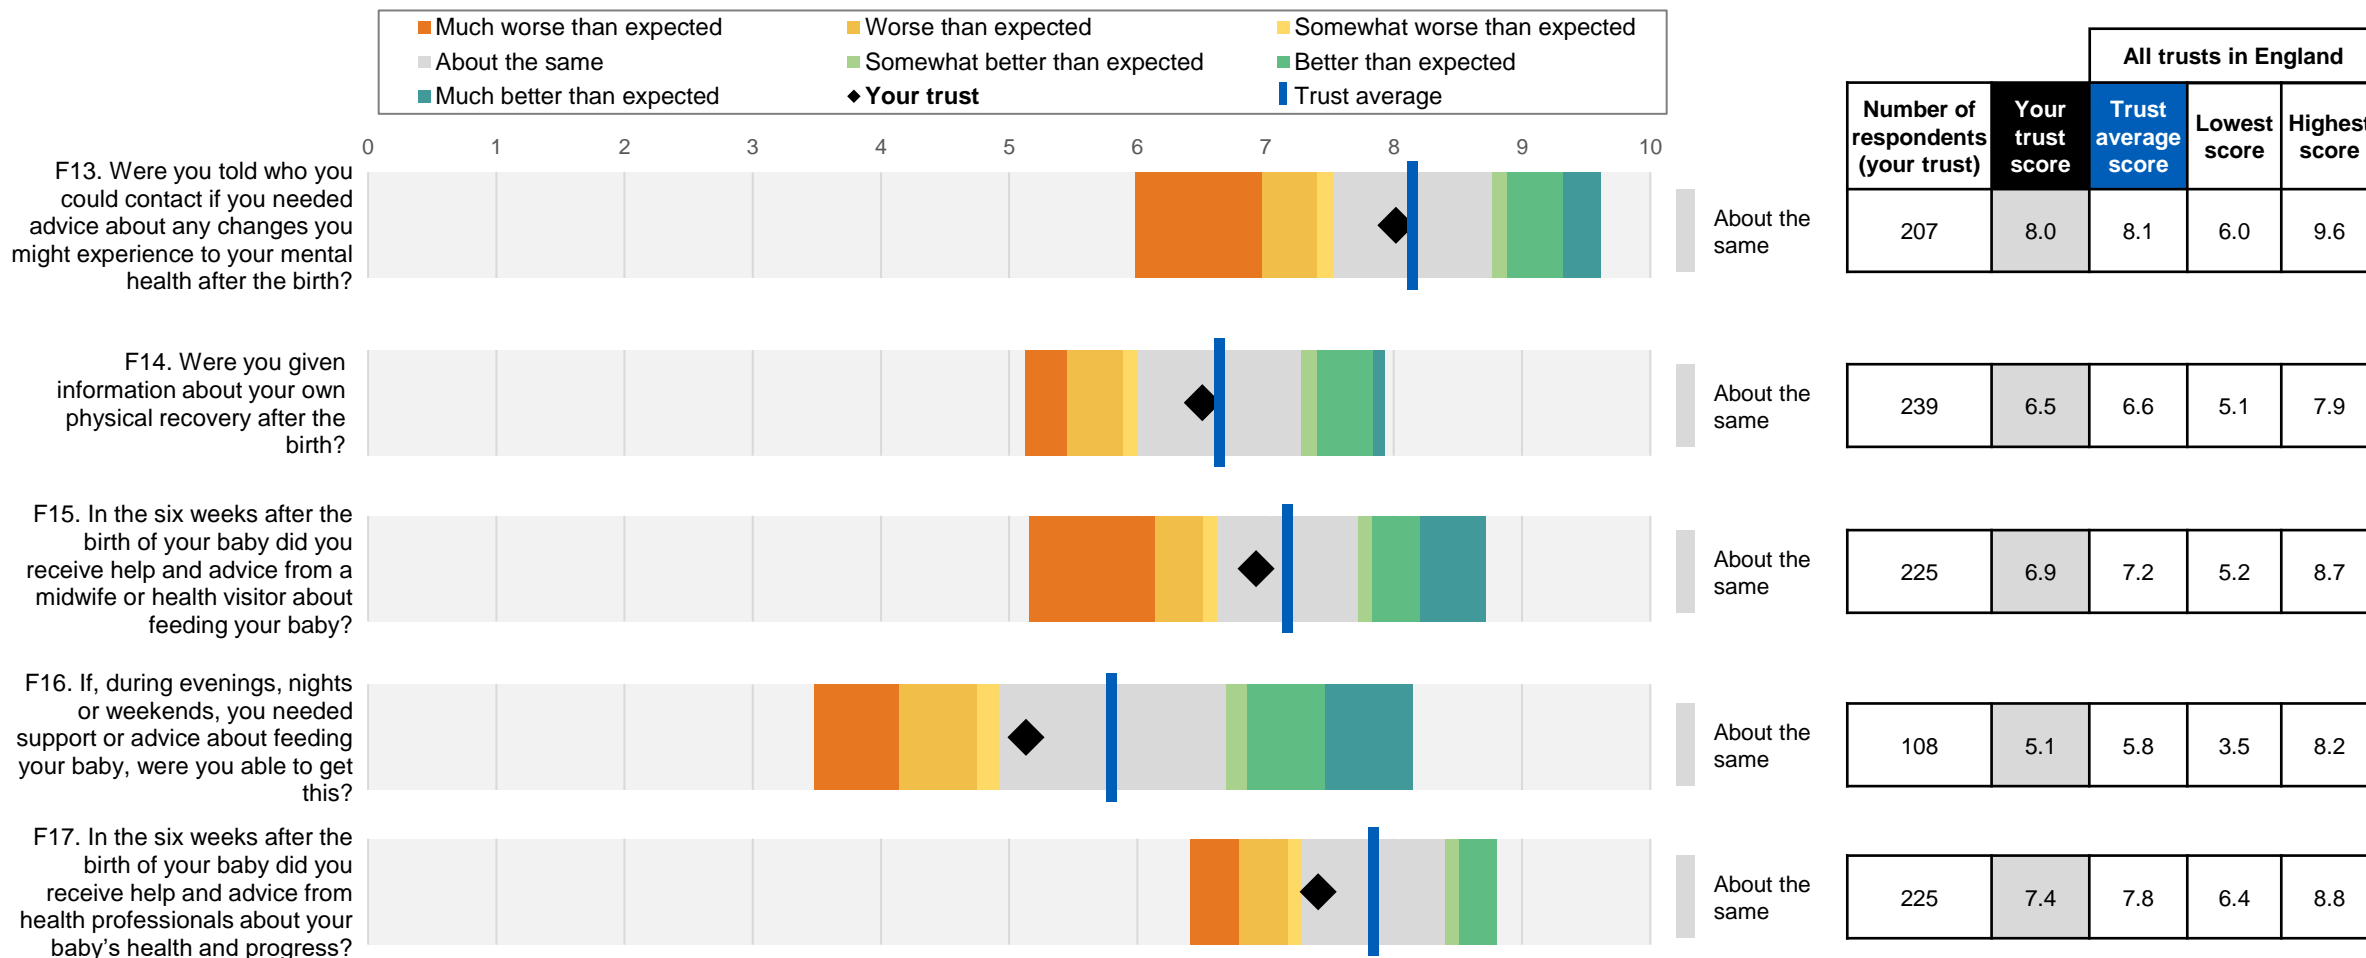 Much worse than expected
Worse than expected
Somewhat worse than expected
About the same
Somewhat better than expected
Better than expected
Much better than expected
Your trust
Trust average
All trusts in England
Number of respondents (your trust)
Your trust score
Trust average score
Lowest score
Highest score
0 1 2 3 4 5 6 7 8 9 10
F13. Were you told who you
could contact if you needed
advice about any changes you
might experience to your mental
health after the birth?
About the
same
207 8.0 8.1 6.0 9.6
F14. Were you given
information about your own
physical recovery after the
birth?
About the
same
239 6.5 6.6 5.1 7.9
F15. In the six weeks after the
birth of your baby did you
receive help and advice from a
midwife or health visitor about
feeding your baby?
About the
same
225 6.9 7.2 5.2 8.7
F16. If, during evenings, nights
or weekends, you needed
support or advice about feeding
your baby, were you able to get
this?
About the
same
108 5.1 5.8 3.5 8.2
F17. In the six weeks after the
birth of your baby did you
receive help and advice from
health professionals about your
baby’s health and progress?
About the
same
225 7.4 7.8 6.4 8.8